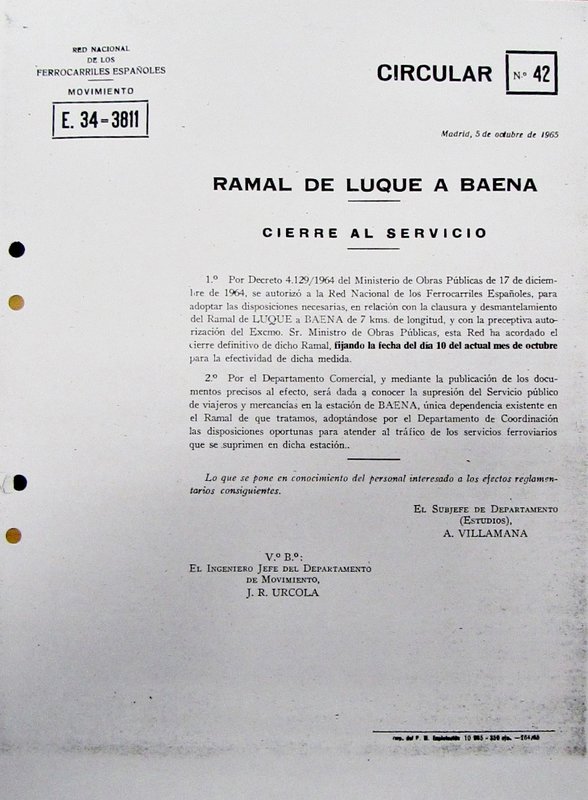 RED NACIONAL
DE LOS
FERROCARRILES ESPAÑOLES
MOVIMIENTO
E. 34-3811
CIRCULAR N.º 42
Madrid, 5 de octubre de 1965
RAMAL DE LUQUE A BAENA
CIERRE AL SERVICIO
1.º Por Decreto 4.129/1964 del Ministerio de Obras Públicas de 17 de diciem-
bre de 1964, se autorizó a la Red Nacional de los Ferrocarriles Españoles, para
adoptar las disposiciones necesarias, en relación con la clausura y desmantelamiento
del Ramal de LUQUE a BAENA de 7 kms. de longitud, y con la preceptiva auto-
rización del Excmo. Sr. Ministro de Obras Públicas, esta Red ha acordado el
cierre definitivo de dicho Ramal, fijando la fecha del día 10 del actual mes de octubre
para la efectividad de dicha medida.
2.º Por el Departamento Comercial, y mediante la publicación de los docu-
mentos precisos al efecto, será dada a conocer la supresión del Servicio público
de viajeros y mercancías en la estación de BAENA, única dependencia existente en
el Ramal de que tratamos, adoptándose por el Departamento de Coordinación
las disposiciones oportunas para atender al tráfico de los servicios ferroviarios
que se suprimen en dicha estación.
Lo que se pone en conocimiento del personal interesado a los efectos reglamen-
tarios consiguientes.
EL SUBJEFE DE DEPARTAMENTO
(ESTUDIOS),
A. VILLAMANA
V.º B.º:
EL INGENIERO JEFE DEL DEPARTAMENTO
DE MOVIMIENTO,
J. R. URCOLA